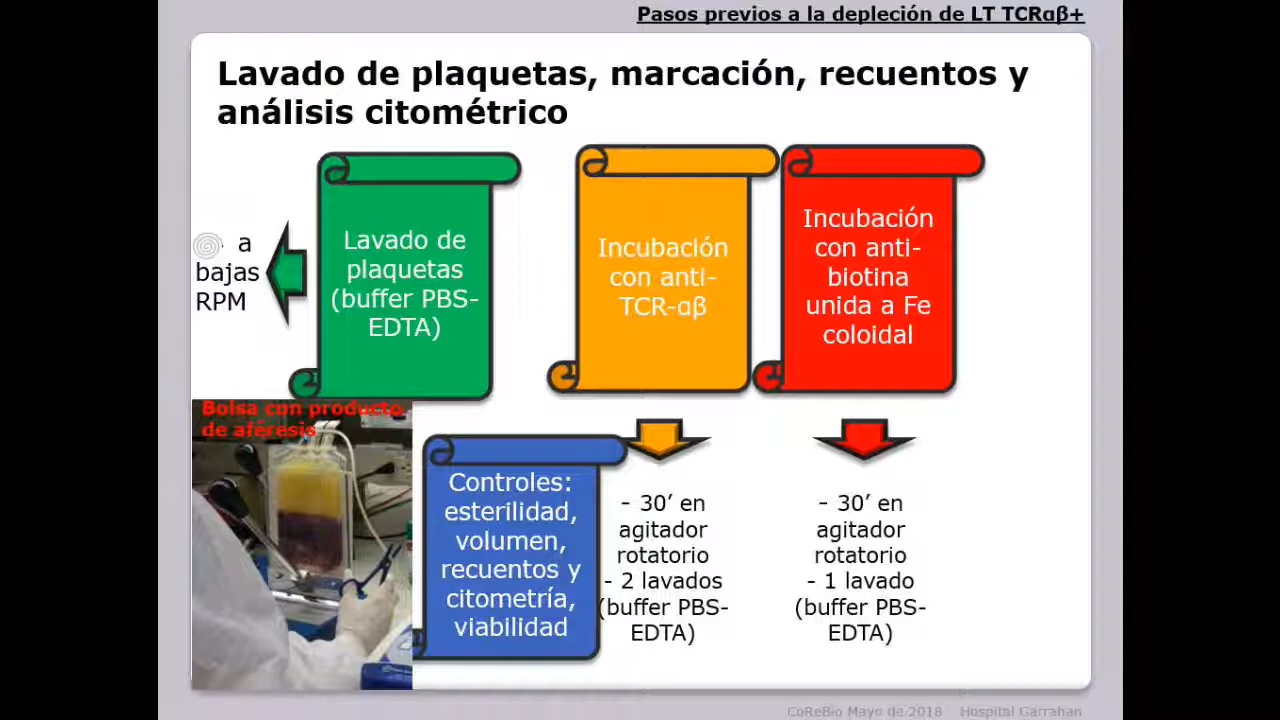 Pasos previos a la depleción de LT TCRαβ+
Lavado de plaquetas, marcación, recuentos y
análisis citométrico
a
bajas
RPM
Lavado de
plaquetas
(buffer PBS-
EDTA)
Incubación
con anti-
TCR-αβ
Incubación
con anti-
biotina
unida a Fe
coloidal
Bolsa con producto
de aféresis
Controles:
esterilidad,
volumen,
recuentos y
citometría,
viabilidad
- 30’ en
agitador
rotatorio
- 2 lavados
(buffer PBS-
EDTA)
- 30’ en
agitador
rotatorio
- 1 lavado
(buffer PBS-
EDTA)
CoReBio Mayo de 2018 Hospital Garrahan